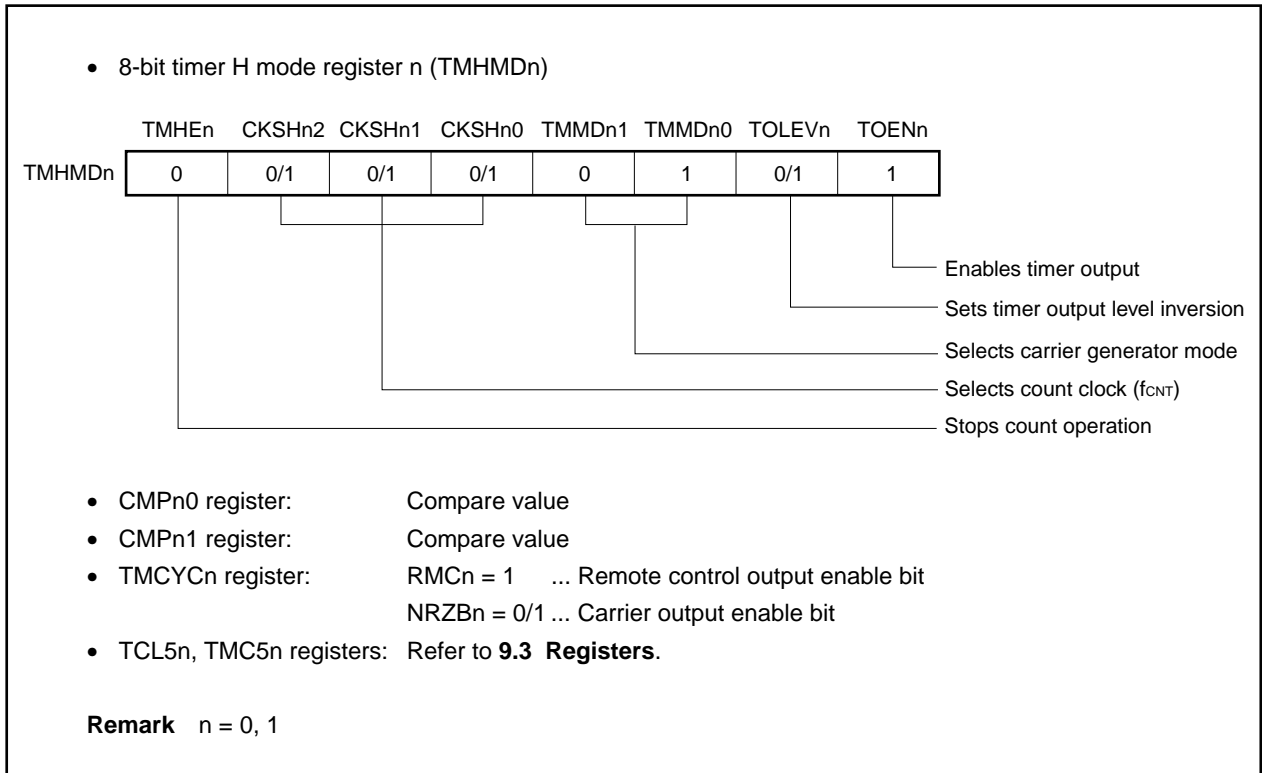 • 8-bit timer H mode register n (TMHMDn)
TMHEn CKSHn2 CKSHn1 CKSHn0 TMMDn1 TMMDn0 TOLEVn TOENn
TMHMDn 0 0/1 0/1 0/1 0 1 0/1 1
Enables timer output
Sets timer output level inversion
Selects carrier generator mode
Selects count clock (fCNT)
Stops count operation
• CMPn0 register: Compare value
• CMPn1 register: Compare value
• TMCYCn register: RMCn = 1 ... Remote control output enable bit
NRZBn = 0/1 ... Carrier output enable bit
• TCL5n, TMC5n registers: Refer to 9.3 Registers.
Remark n = 0, 1